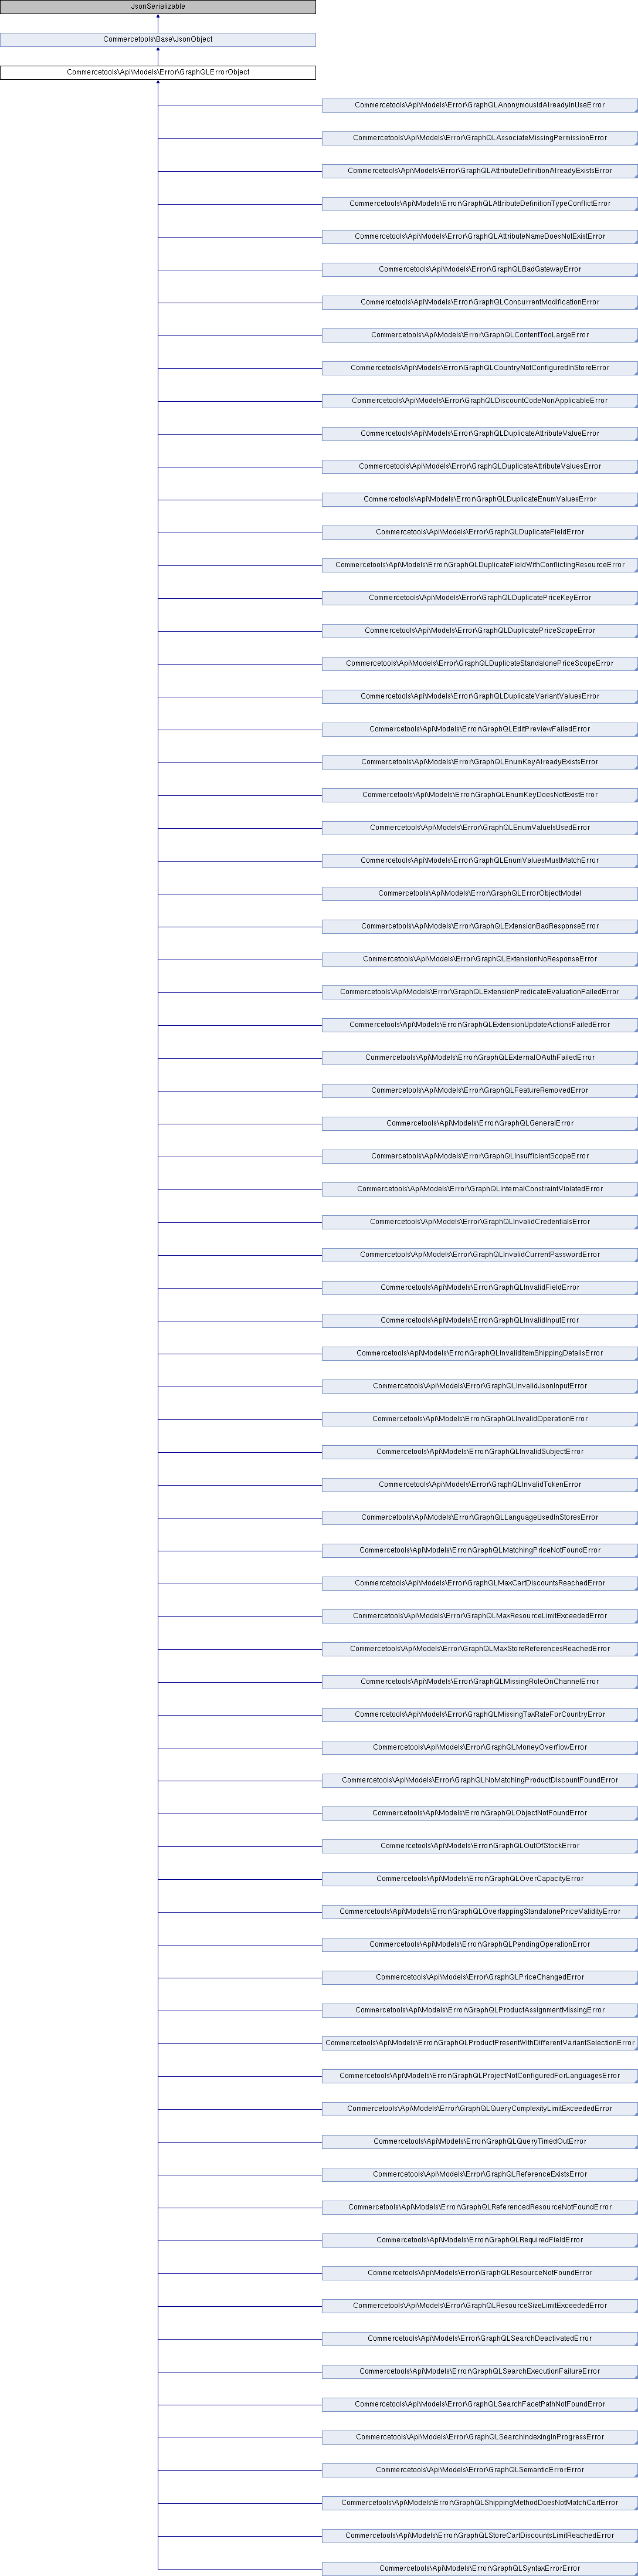 JsonSerializable
Commercetools\Base\JsonObject
Commercetools\Api\Models\Error\GraphQLErrorObject
Commercetools\Api\Models\Error\GraphQLAnonymousIdAlreadyInUseError
Commercetools\Api\Models\Error\GraphQLAssociateMissingPermissionError
Commercetools\Api\Models\Error\GraphQLAttributeDefinitionAlreadyExistsError
Commercetools\Api\Models\Error\GraphQLAttributeDefinitionTypeConflictError
Commercetools\Api\Models\Error\GraphQLAttributeNameDoesNotExistError
Commercetools\Api\Models\Error\GraphQLBadGatewayError
Commercetools\Api\Models\Error\GraphQLConcurrentModificationError
Commercetools\Api\Models\Error\GraphQLContentTooLargeError
Commercetools\Api\Models\Error\GraphQLCountryNotConfiguredInStoreError
Commercetools\Api\Models\Error\GraphQLDiscountCodeNonApplicableError
Commercetools\Api\Models\Error\GraphQLDuplicateAttributeValueError
Commercetools\Api\Models\Error\GraphQLDuplicateAttributeValuesError
Commercetools\Api\Models\Error\GraphQLDuplicateEnumValuesError
Commercetools\Api\Models\Error\GraphQLDuplicateFieldError
Commercetools\Api\Models\Error\GraphQLDuplicateFieldWithConflictingResourceError
Commercetools\Api\Models\Error\GraphQLDuplicatePriceKeyError
Commercetools\Api\Models\Error\GraphQLDuplicatePriceScopeError
Commercetools\Api\Models\Error\GraphQLDuplicateStandalonePriceScopeError
Commercetools\Api\Models\Error\GraphQLDuplicateVariantValuesError
Commercetools\Api\Models\Error\GraphQLEditPreviewFailedError
Commercetools\Api\Models\Error\GraphQLEnumKeyAlreadyExistsError
Commercetools\Api\Models\Error\GraphQLEnumKeyDoesNotExistError
Commercetools\Api\Models\Error\GraphQLEnumValueIsUsedError
Commercetools\Api\Models\Error\GraphQLEnumValuesMustMatchError
Commercetools\Api\Models\Error\GraphQLErrorObjectModel
Commercetools\Api\Models\Error\GraphQLExtensionBadResponseError
Commercetools\Api\Models\Error\GraphQLExtensionNoResponseError
Commercetools\Api\Models\Error\GraphQLExtensionPredicateEvaluationFailedError
Commercetools\Api\Models\Error\GraphQLExtensionUpdateActionsFailedError
Commercetools\Api\Models\Error\GraphQLExternalOAuthFailedError
Commercetools\Api\Models\Error\GraphQLFeatureRemovedError
Commercetools\Api\Models\Error\GraphQLGeneralError
Commercetools\Api\Models\Error\GraphQLInsufficientScopeError
Commercetools\Api\Models\Error\GraphQLInternalConstraintViolatedError
Commercetools\Api\Models\Error\GraphQLInvalidCredentialsError
Commercetools\Api\Models\Error\GraphQLInvalidCurrentPasswordError
Commercetools\Api\Models\Error\GraphQLInvalidFieldError
Commercetools\Api\Models\Error\GraphQLInvalidInputError
Commercetools\Api\Models\Error\GraphQLInvalidItemShippingDetailsError
Commercetools\Api\Models\Error\GraphQLInvalidJsonInputError
Commercetools\Api\Models\Error\GraphQLInvalidOperationError
Commercetools\Api\Models\Error\GraphQLInvalidSubjectError
Commercetools\Api\Models\Error\GraphQLInvalidTokenError
Commercetools\Api\Models\Error\GraphQLLanguageUsedInStoresError
Commercetools\Api\Models\Error\GraphQLMatchingPriceNotFoundError
Commercetools\Api\Models\Error\GraphQLMaxCartDiscountsReachedError
Commercetools\Api\Models\Error\GraphQLMaxResourceLimitExceededError
Commercetools\Api\Models\Error\GraphQLMaxStoreReferencesReachedError
Commercetools\Api\Models\Error\GraphQLMissingRoleOnChannelError
Commercetools\Api\Models\Error\GraphQLMissingTaxRateForCountryError
Commercetools\Api\Models\Error\GraphQLMoneyOverflowError
Commercetools\Api\Models\Error\GraphQLNoMatchingProductDiscountFoundError
Commercetools\Api\Models\Error\GraphQLObjectNotFoundError
Commercetools\Api\Models\Error\GraphQLOutOfStockError
Commercetools\Api\Models\Error\GraphQLOverCapacityError
Commercetools\Api\Models\Error\GraphQLOverlappingStandalonePriceValidityError
Commercetools\Api\Models\Error\GraphQLPendingOperationError
Commercetools\Api\Models\Error\GraphQLPriceChangedError
Commercetools\Api\Models\Error\GraphQLProductAssignmentMissingError
Commercetools\Api\Models\Error\GraphQLProductPresentWithDifferentVariantSelectionError
Commercetools\Api\Models\Error\GraphQLProjectNotConfiguredForLanguagesError
Commercetools\Api\Models\Error\GraphQLQueryComplexityLimitExceededError
Commercetools\Api\Models\Error\GraphQLQueryTimedOutError
Commercetools\Api\Models\Error\GraphQLReferenceExistsError
Commercetools\Api\Models\Error\GraphQLReferencedResourceNotFoundError
Commercetools\Api\Models\Error\GraphQLRequiredFieldError
Commercetools\Api\Models\Error\GraphQLResourceNotFoundError
Commercetools\Api\Models\Error\GraphQLResourceSizeLimitExceededError
Commercetools\Api\Models\Error\GraphQLSearchDeactivatedError
Commercetools\Api\Models\Error\GraphQLSearchExecutionFailureError
Commercetools\Api\Models\Error\GraphQLSearchFacetPathNotFoundError
Commercetools\Api\Models\Error\GraphQLSearchIndexingInProgressError
Commercetools\Api\Models\Error\GraphQLSemanticErrorError
Commercetools\Api\Models\Error\GraphQLShippingMethodDoesNotMatchCartError
Commercetools\Api\Models\Error\GraphQLStoreCartDiscountsLimitReachedError
Commercetools\Api\Models\Error\GraphQLSyntaxErrorError